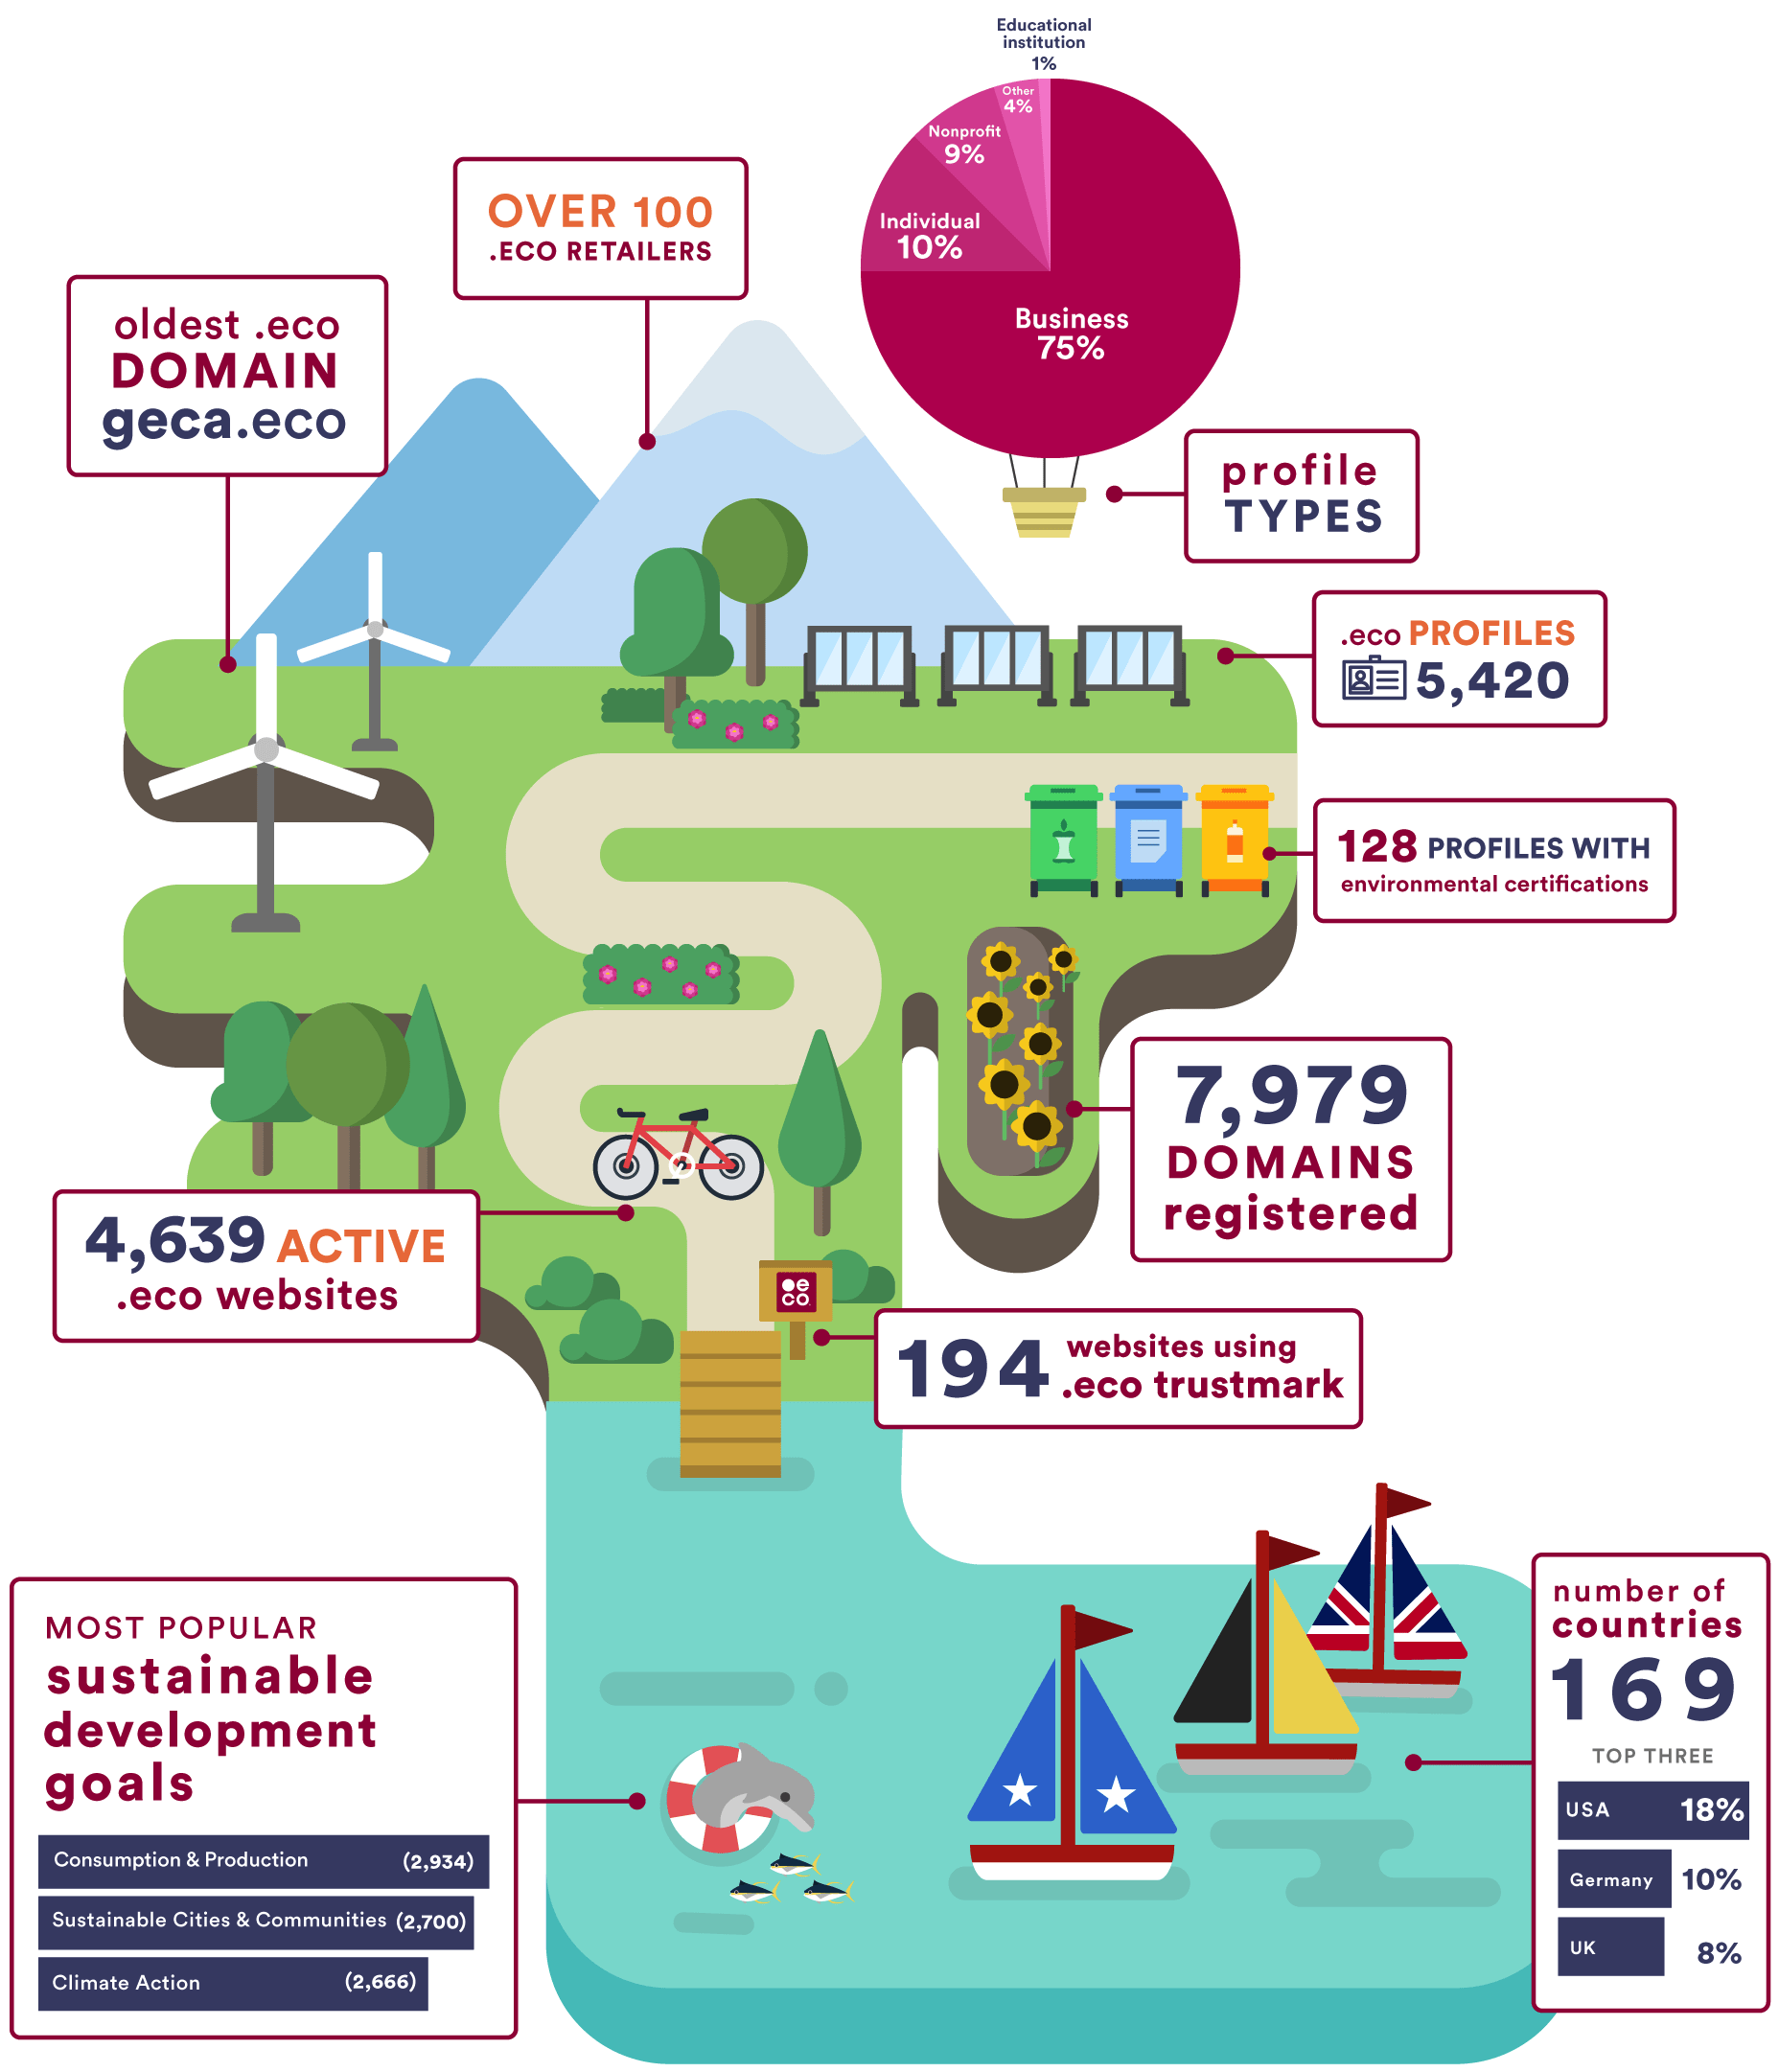 Educational
institution
1%
Other
4%
Nonprofit
9%
Individual
10%
Business
75%
OVER 100
.ECO RETAILERS
oldest .eco
DOMAIN
geca.eco
profile
TYPES
.eco PROFILES
5,420
128 PROFILES WITH
environmental certifications
7,979
DOMAINS
registered
4,639 ACTIVE
.eco websites
eco
194 websites using
.eco trustmark
MOST POPULAR
sustainable
development
goals
Consumption & Production (2,934)
Sustainable Cities & Communities (2,700)
Climate Action (2,666)
number of
countries
169
TOP THREE
USA 18%
Germany 10%
UK 8%